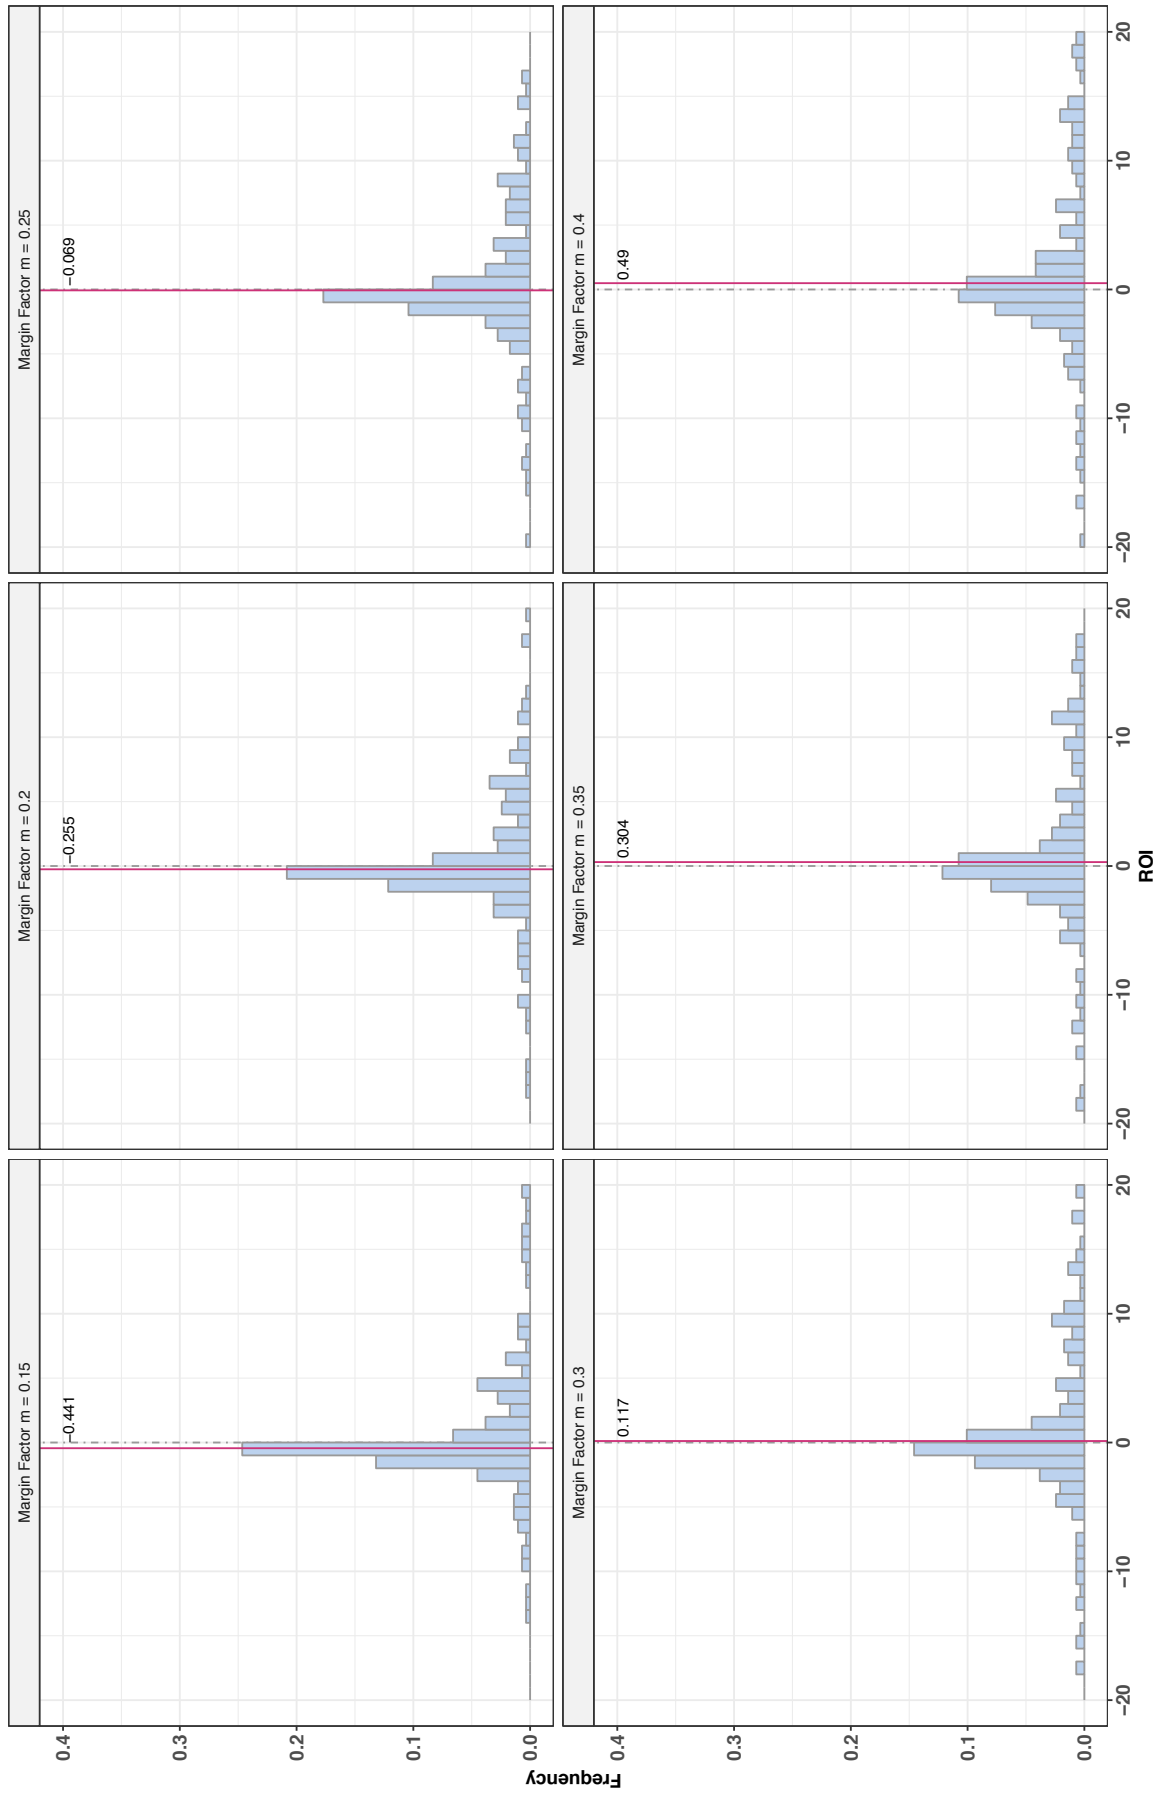 Margin Factor m = 0.15
Margin Factor m = 0.2
Margin Factor m = 0.25
−0.441
−0.255
−0.069
0.4
0.3
0.2
0.1
0.0
Margin Factor m = 0.3
Margin Factor m = 0.35
Margin Factor m = 0.4
0.117
0.304
0.49
0.4
0.3
0.2
0.1
0.0
−20 −10 0 10 20
−20 −10 0 10 20
−20 −10 0 10 20
ROI
Frequency